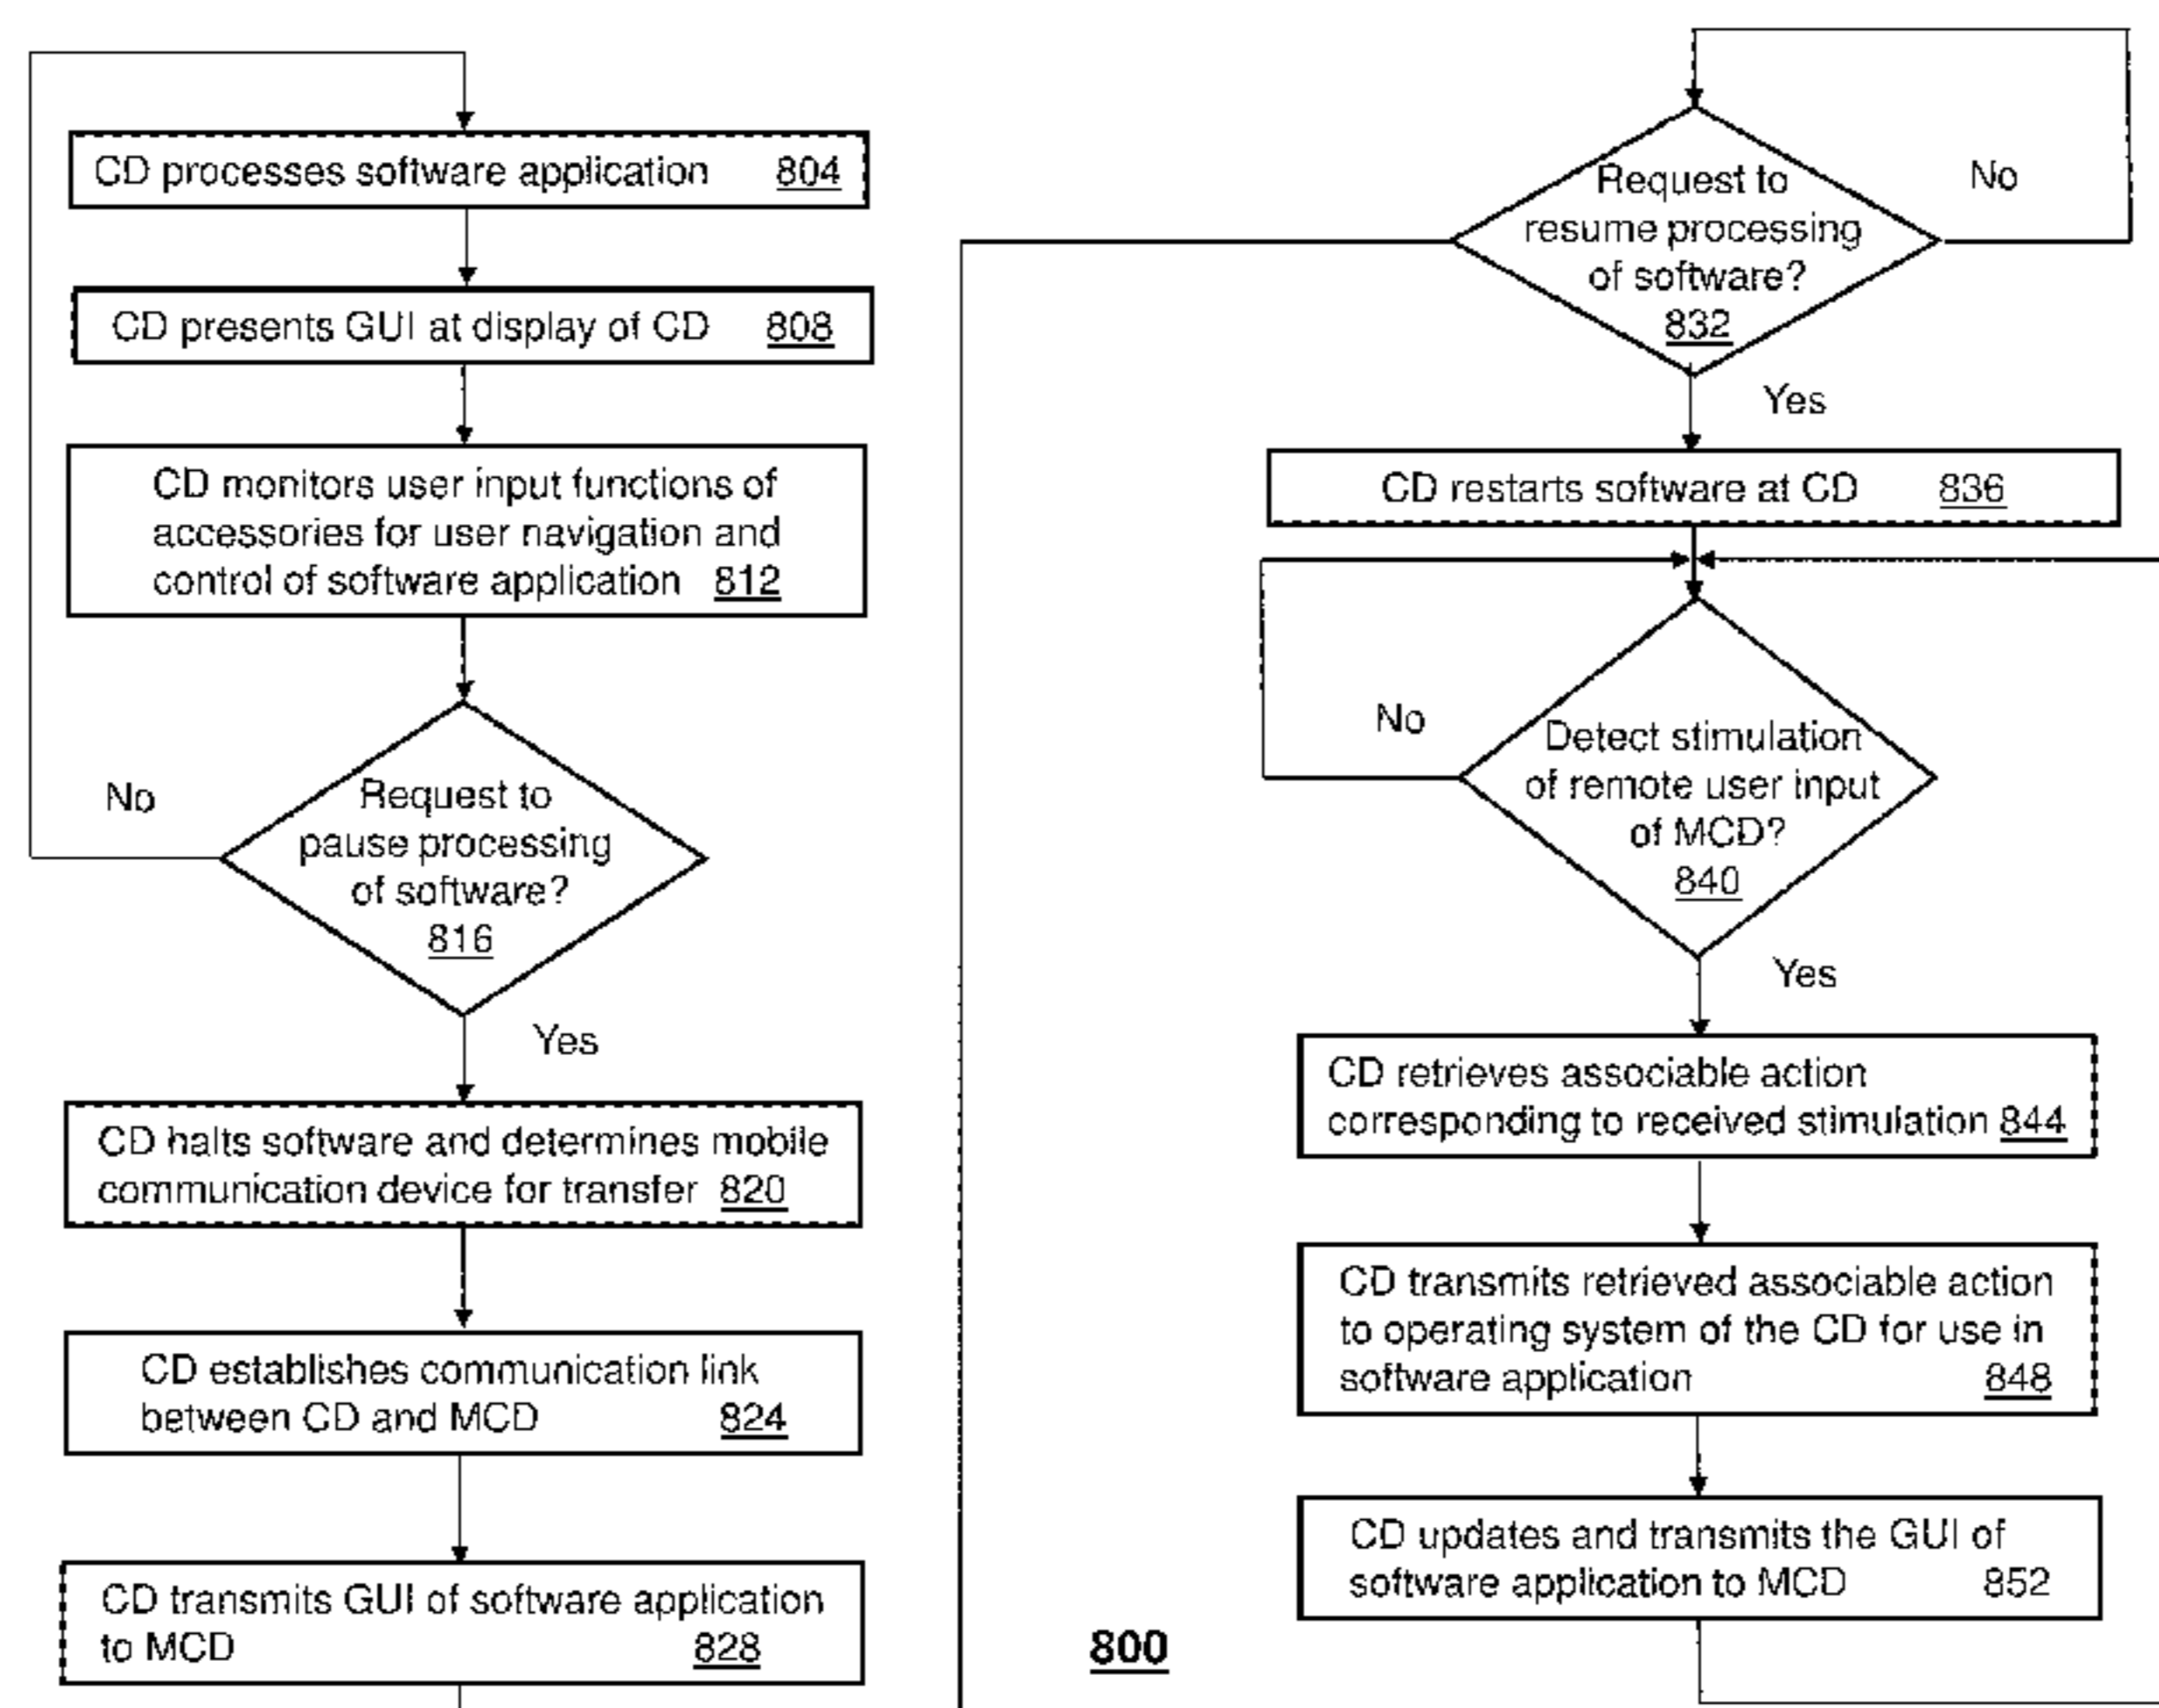 CD processes software application 804
CD presents GUI at display of CD 808
CD monitors user input functions of
accessories for user navigation and
control of software application 812
No
Request to
pause processing
of software?
816
Yes
CD halts software and determines mobile
communication device for transfer 820
CD establishes communication link
between CD and MCD 824
CD transmits GUI of software application
to MCD 828
Request to
resume processing
of software?
832
No
Yes
CD restarts software at CD 836
No
Detect stimulation
of remote user input
of MCD?
840
Yes
CD retrieves associable action
corresponding to received stimulation 844
CD transmits retrieved associable action
to operating system of the CD for use in
software application 848
CD updates and transmits the GUI of
software application to MCD 852
800